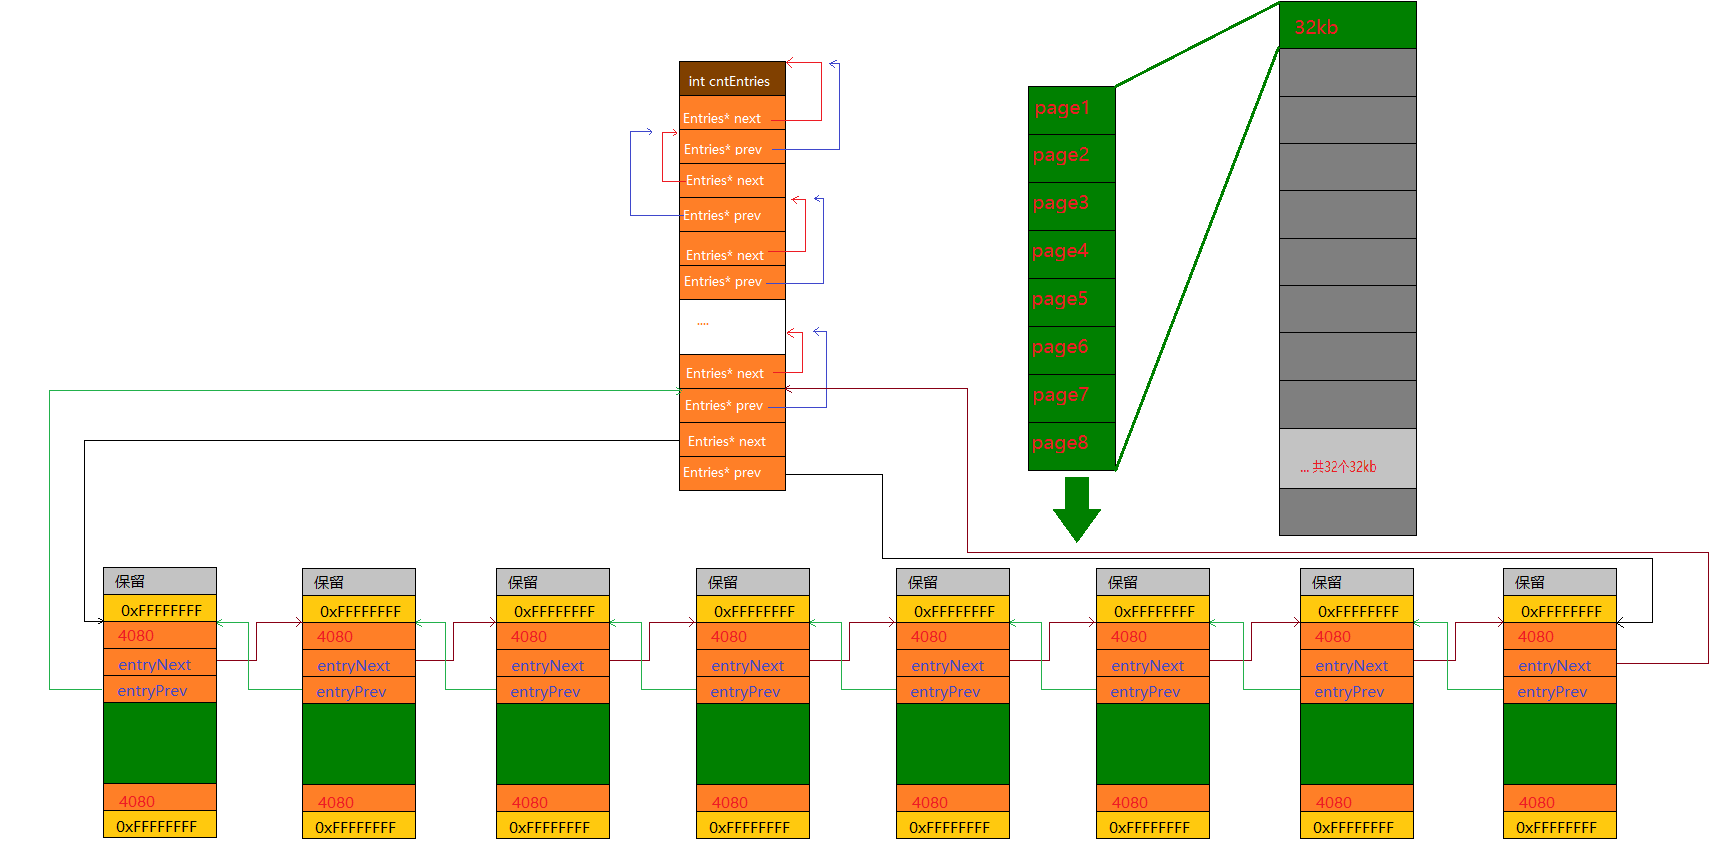 int cntEntries
Entries* next
Entries* prev
Entries* next
Entries* prev
Entries* next
Entries* prev
....
Entries* next
Entries* prev
Entries* next
Entries* prev
page1
page2
page3
page4
page5
page6
page7
page8
32kb
... 共32个32kb
保留
0xFFFFFFFF
4080
entryNext
entryPrev
4080
0xFFFFFFFF
保留
0xFFFFFFFF
4080
entryNext
entryPrev
4080
0xFFFFFFFF
保留
0xFFFFFFFF
4080
entryNext
entryPrev
4080
0xFFFFFFFF
保留
0xFFFFFFFF
4080
entryNext
entryPrev
4080
0xFFFFFFFF
保留
0xFFFFFFFF
4080
entryNext
entryPrev
4080
0xFFFFFFFF
保留
0xFFFFFFFF
4080
entryNext
entryPrev
4080
0xFFFFFFFF
保留
0xFFFFFFFF
4080
entryNext
entryPrev
4080
0xFFFFFFFF
保留
0xFFFFFFFF
4080
entryNext
entryPrev
4080
0xFFFFFFFF